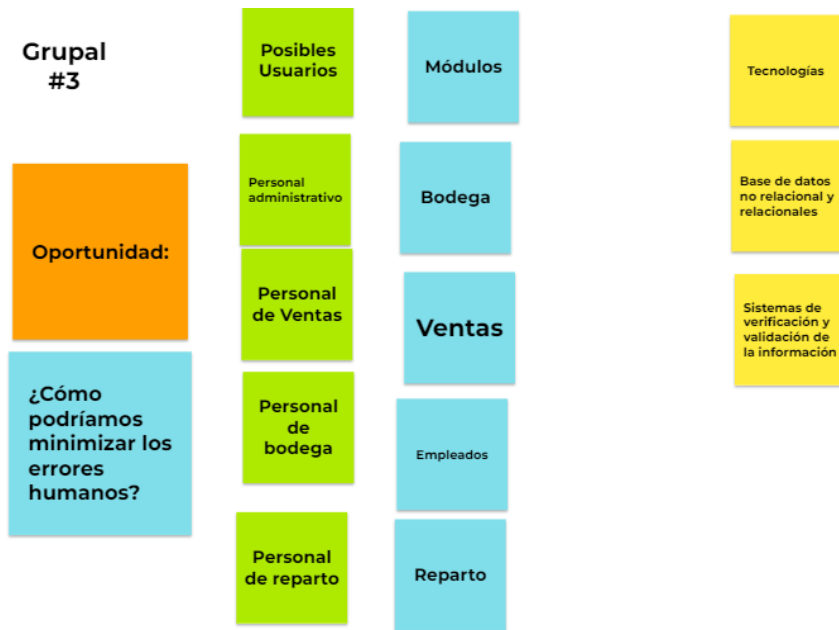 Grupal
#3
Oportunidad:
¿Cómo
podríamos
minimizar los
errores
humanos?
Posibles
Usuarios
Personal
administrativo
Personal
de Ventas
Personal
de
bodega
Personal
de reparto
Módulos
Bodega
Ventas
Empleados
Reparto
Tecnologías
Base de datos
no relacional y
relacionales
Sistemas de
verificación y
validación de
la información